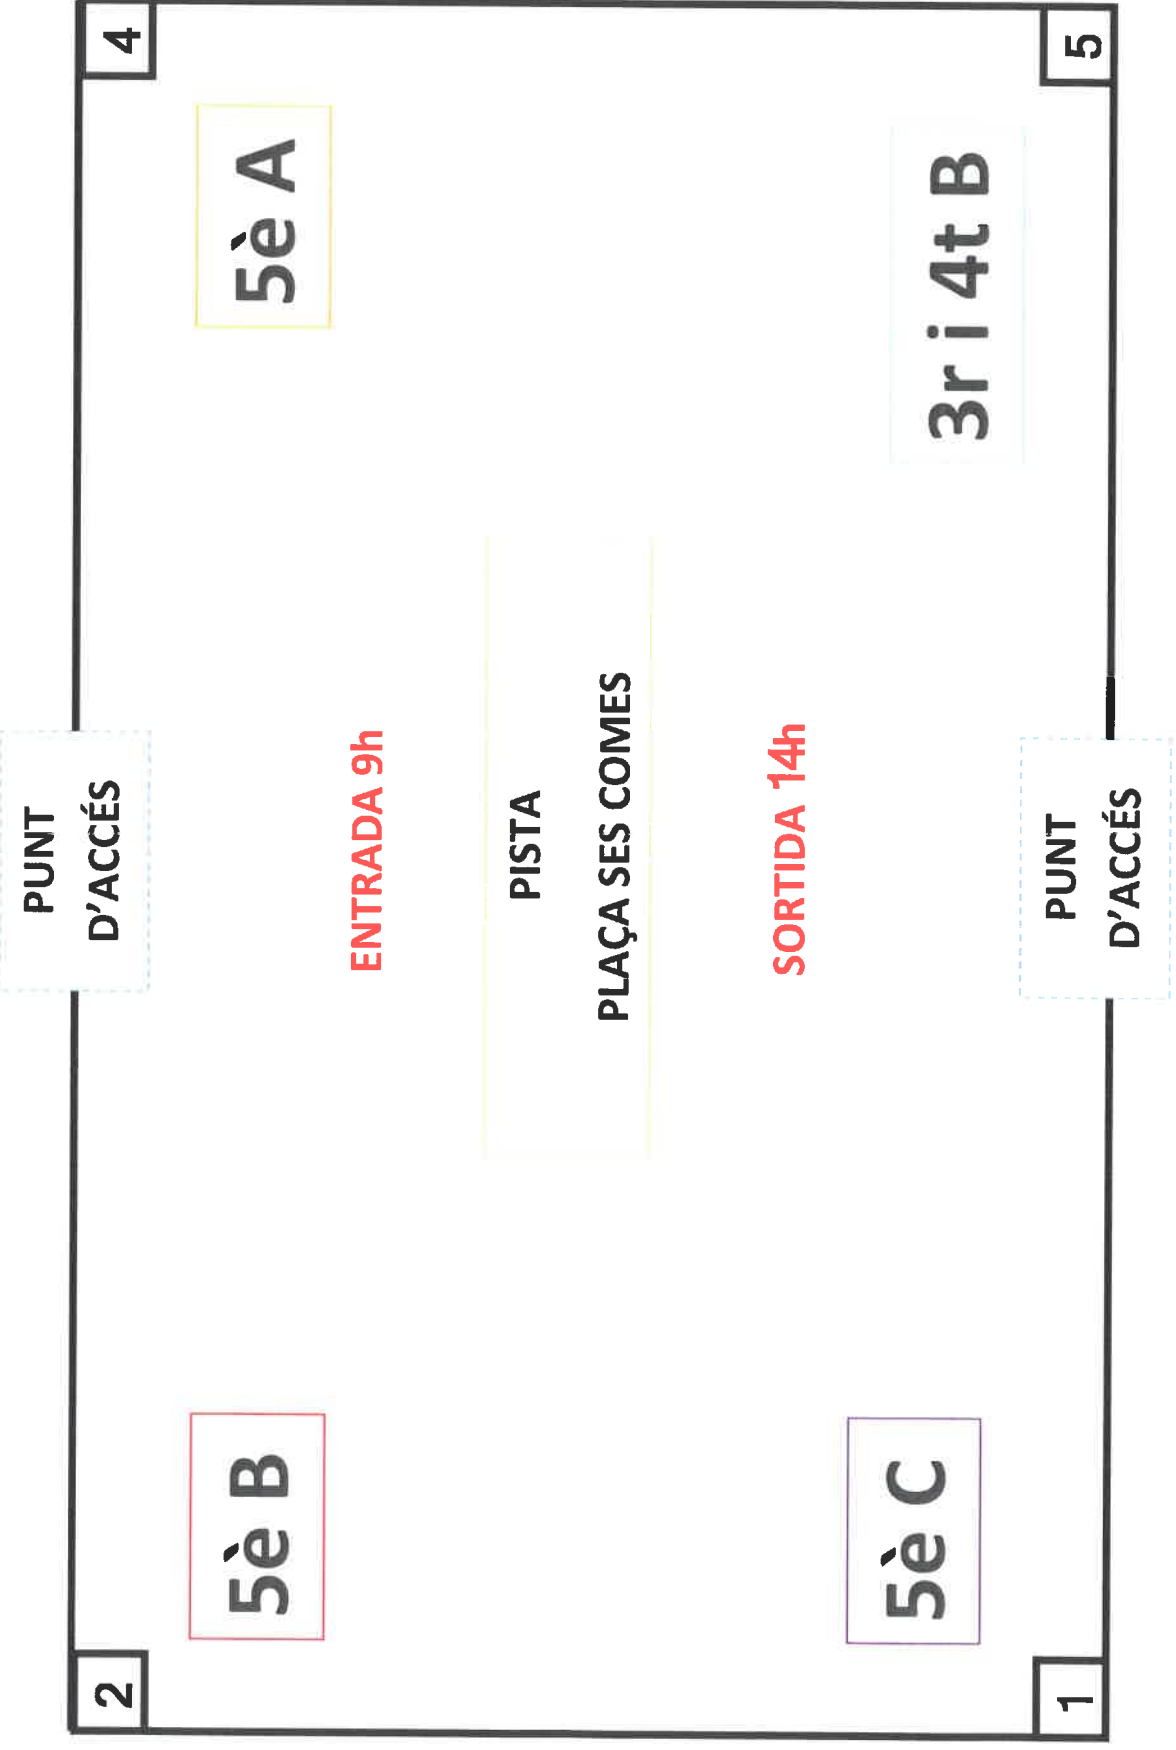 PUNT
D'ACCÉS
2
4
5è B
5è A
ENTRADA 9h
PISTA
PLAÇA SES COMES
SORTIDA 14h
5è C
3r i 4t B
1
PUNT
D'ACCÉS
5